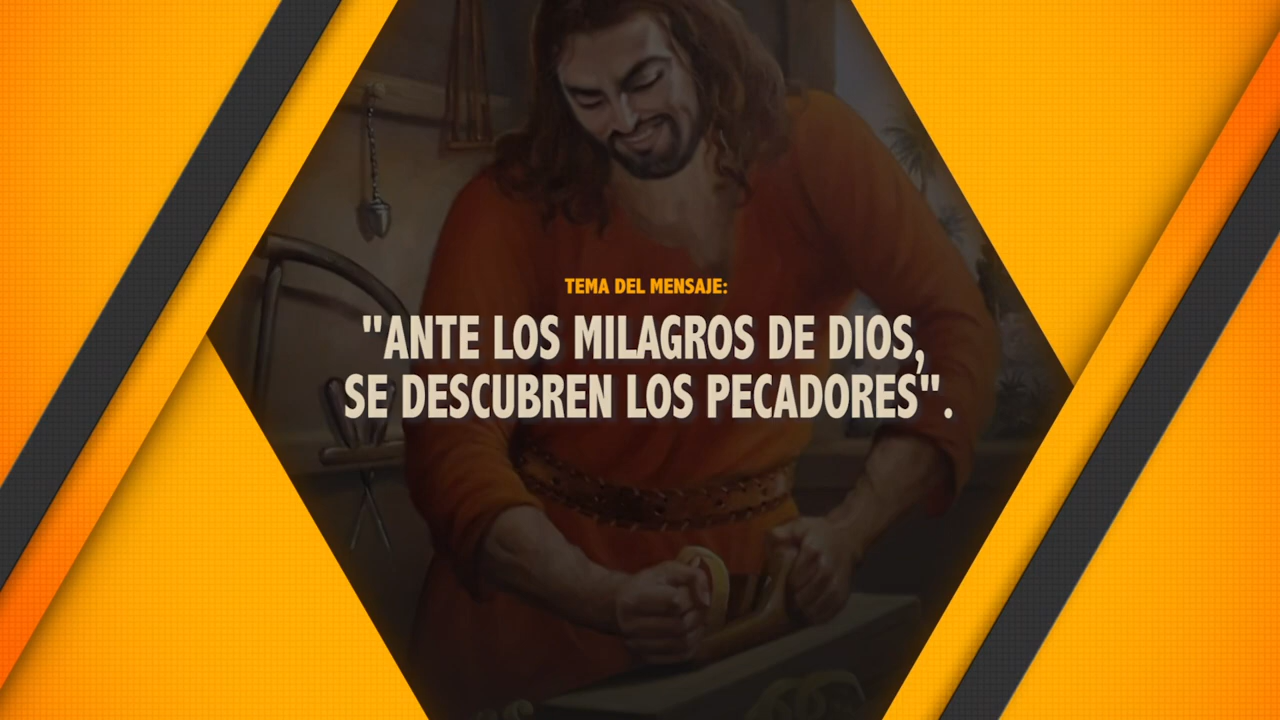 TEMA DEL MENSAJE:
"ANTE LOS MILAGROS DE DIOS,
SE DESCUBREN LOS PECADORES".